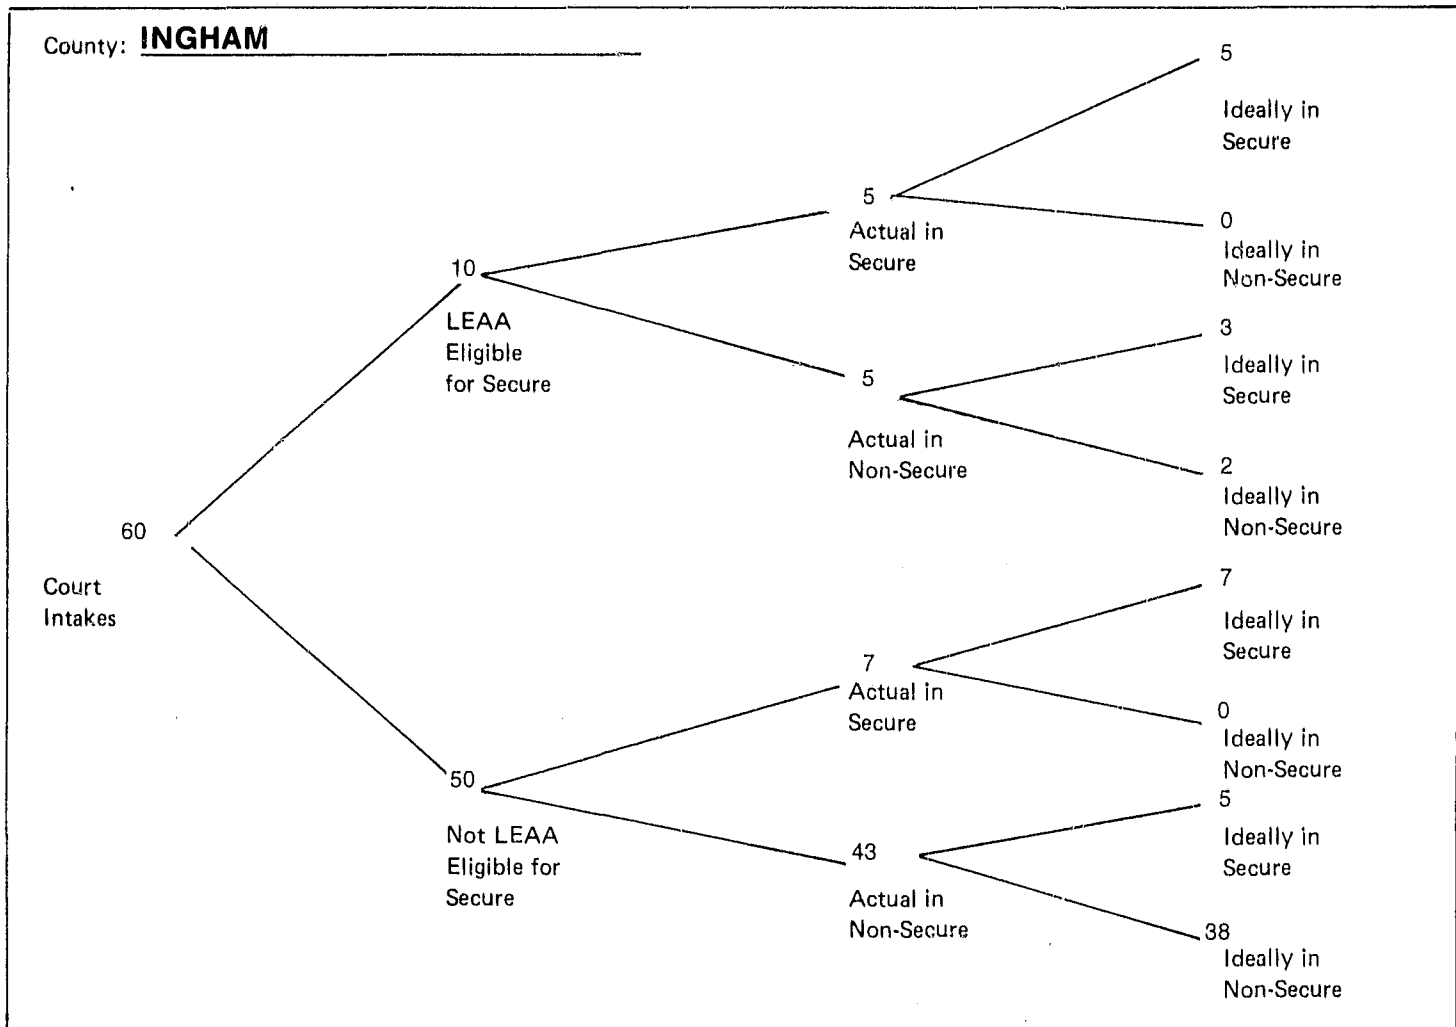 County: INGHAM
60
Court
Intakes
10
LEAA
Eligible
for Secure
50
Not LEAA
Eligible for
Secure
5
Actual in
Secure
5
Actual in
Non-Secure
7
Actual in
Secure
43
Actual in
Non-Secure
5
Ideally in
Secure
0
Ideally in
Non-Secure
3
Ideally in
Secure
2
Ideally in
Non-Secure
7
Ideally in
Secure
0
Ideally in
Non-Secure
5
Ideally in
Secure
38
Ideally in
Non-Secure